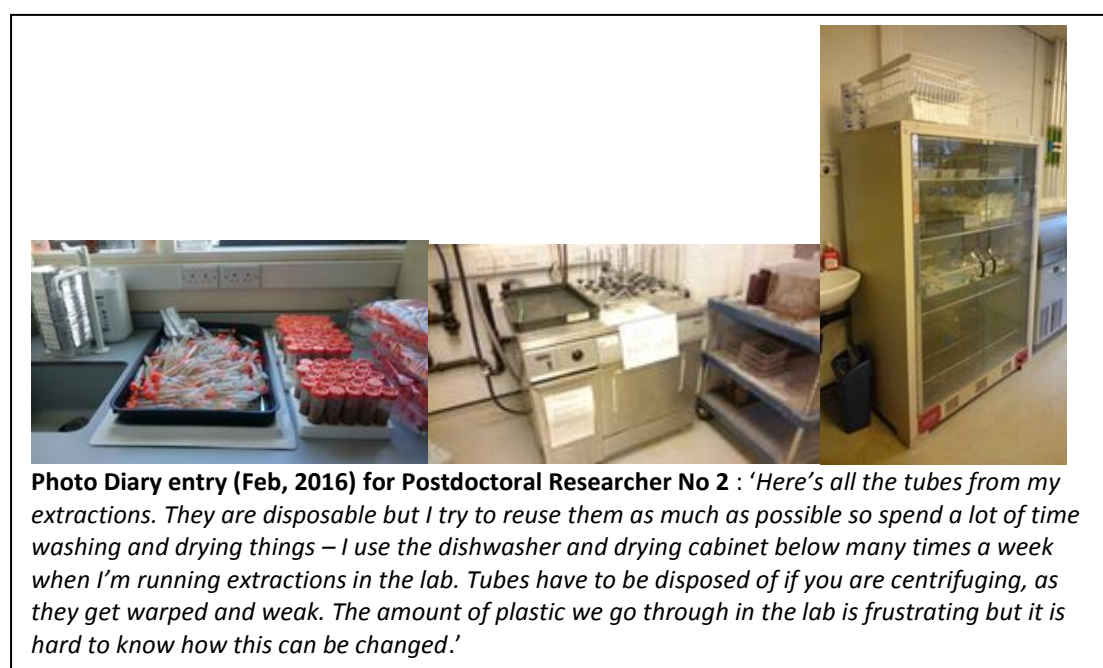 Photo Diary entry (Feb, 2016) for Postdoctoral Researcher No 2 : ‘Here’s all the tubes from my
extractions. They are disposable but I try to reuse them as much as possible so spend a lot of time
washing and drying things – I use the dishwasher and drying cabinet below many times a week
when I’m running extractions in the lab. Tubes have to be disposed of if you are centrifuging, as
they get warped and weak. The amount of plastic we go through in the lab is frustrating but it is
hard to know how this can be changed.’